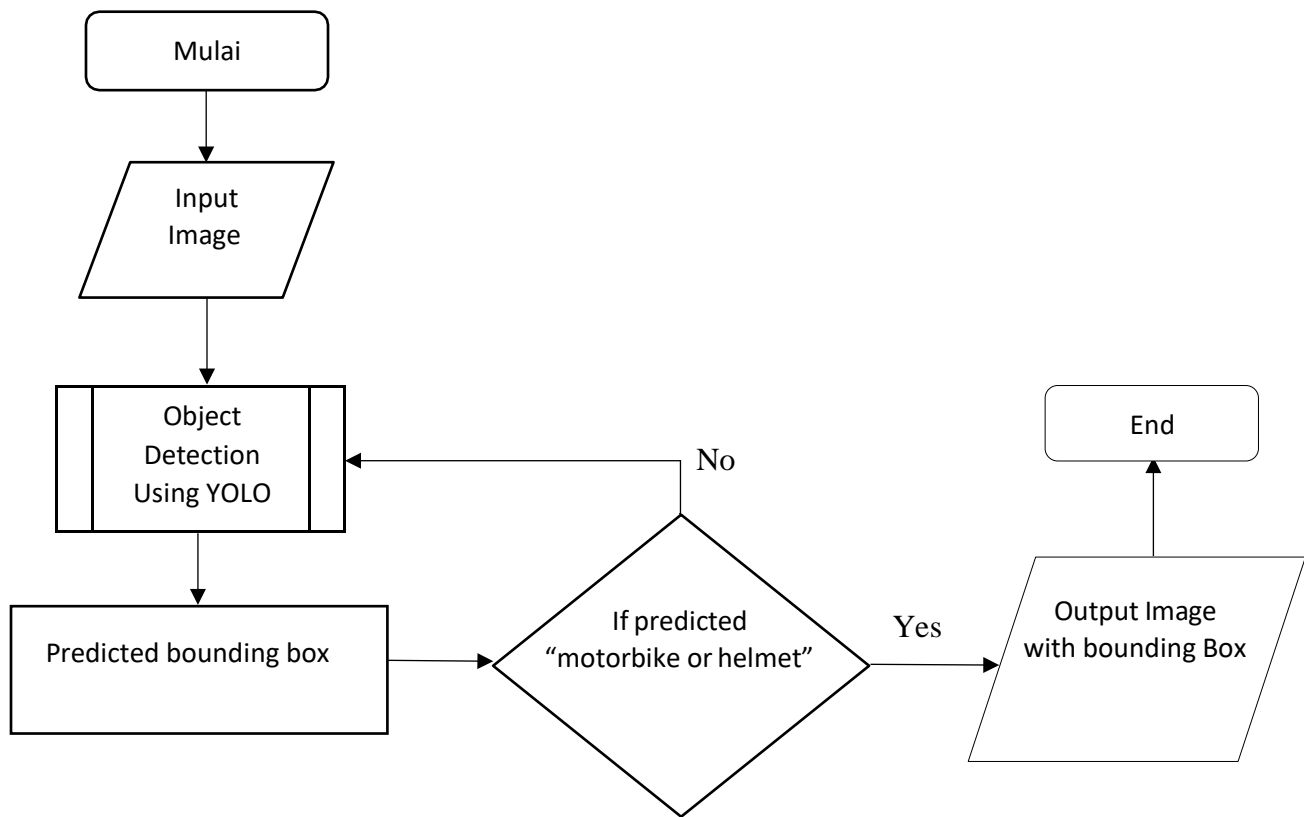 Mulai
Input
Image
Object
Detection
Using YOLO
Predicted bounding box
If predicted
“motorbike or helmet”
No
Yes
Output Image
with bounding Box
End